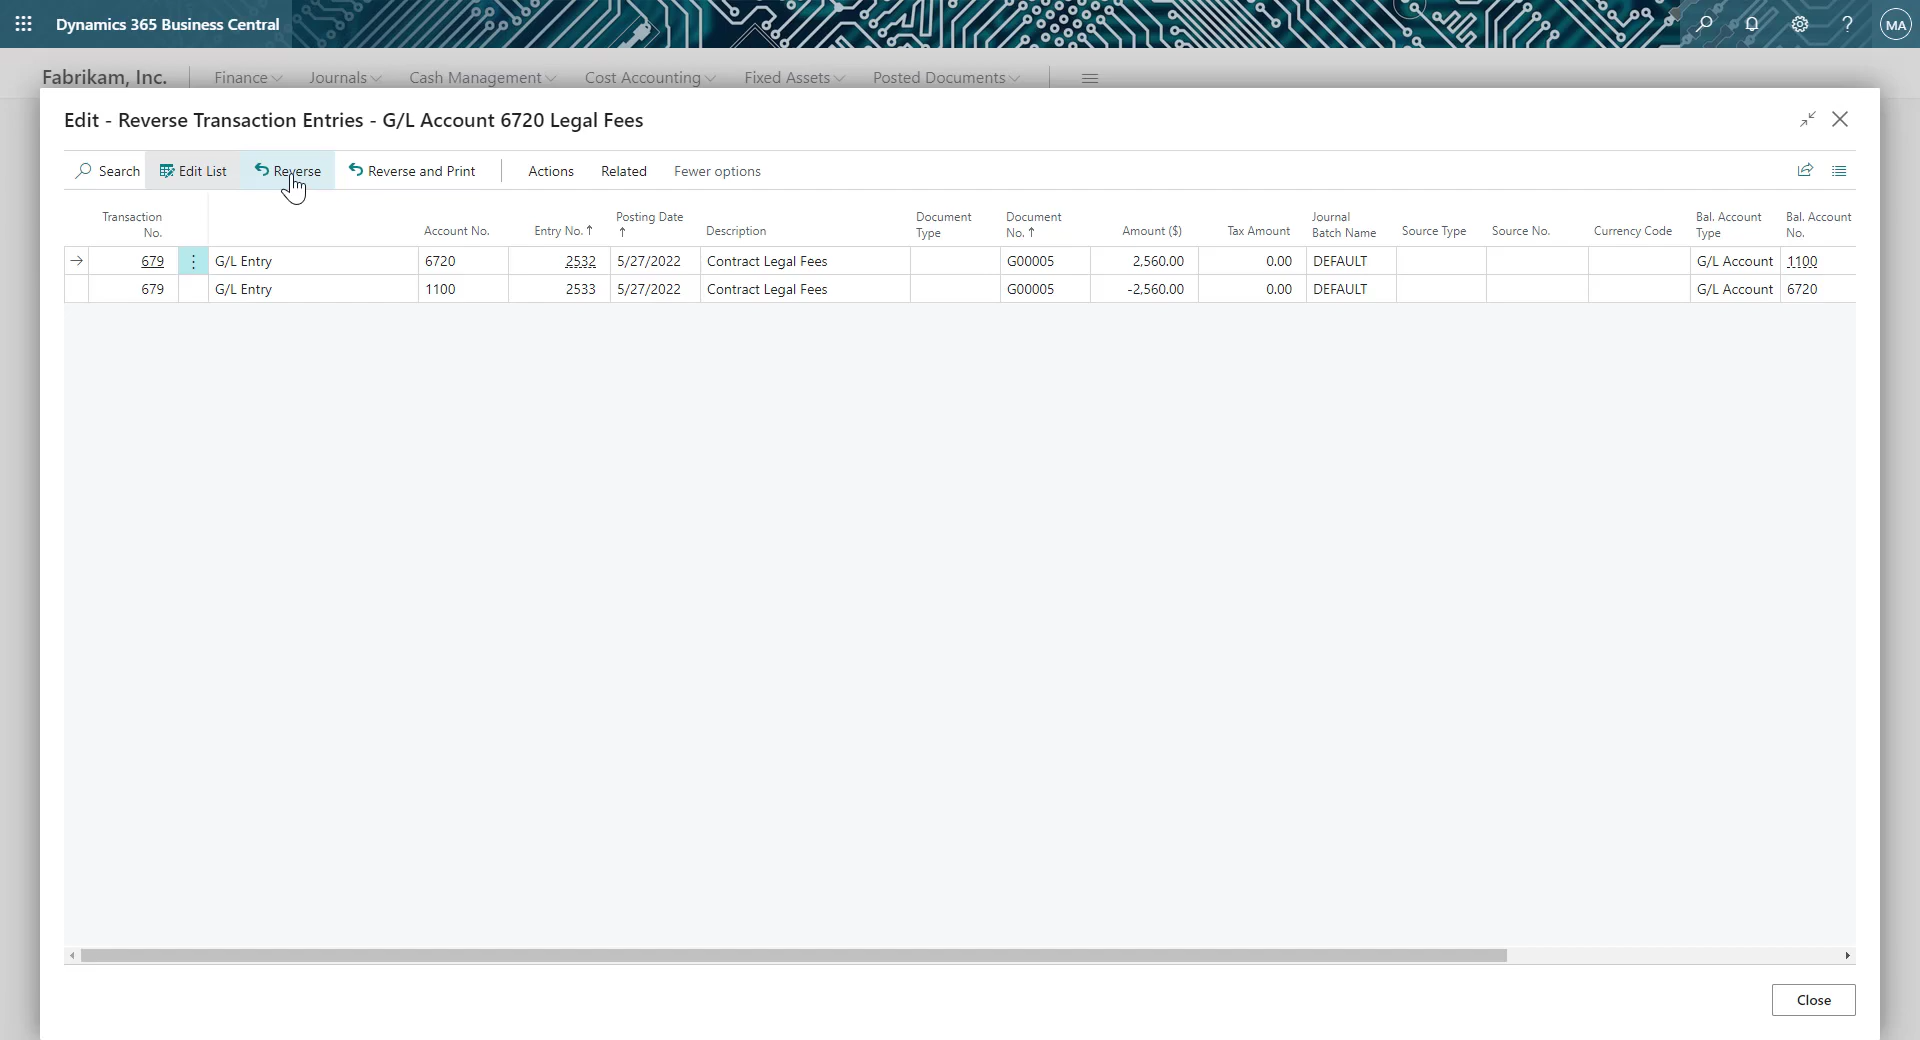 Dynamics 365 Business Central
?
MA
Fabrikam, Inc.
Finance
Journals
Cash Management
Cost Accounting
Fixed Assets
Posted Documents
Edit - Reverse Transaction Entries - G/L Account 6720 Legal Fees
Search
Edit List
Reverse
Reverse and Print
Actions
Related
Fewer options
Transaction No.
Account No.
Entry No. ↑
Posting Date ↑
Description
Document Type
Document No. ↑
Amount ($)
Tax Amount
Journal Batch Name
Source Type
Source No.
Currency Code
Bal. Account Type
Bal. Account No.
679 G/L Entry 6720 2532 5/27/2022 Contract Legal Fees G00005 2,560.00 0.00 DEFAULT G/L Account 1100
679 G/L Entry 1100 2533 5/27/2022 Contract Legal Fees G00005 -2,560.00 0.00 DEFAULT G/L Account 6720
Close